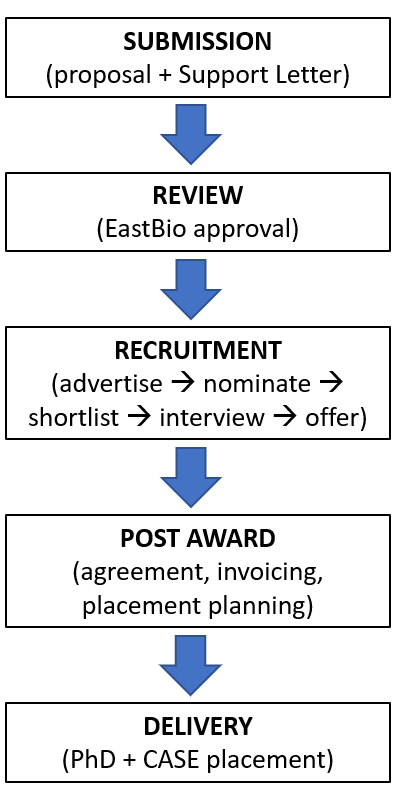 SUBMISSION
(proposal + Support Letter)
REVIEW
(EastBio approval)
RECRUITMENT
(advertise → nominate →
shortlist → interview → offer)
POST AWARD
(agreement, invoicing,
placement planning)
DELIVERY
(PhD + CASE placement)